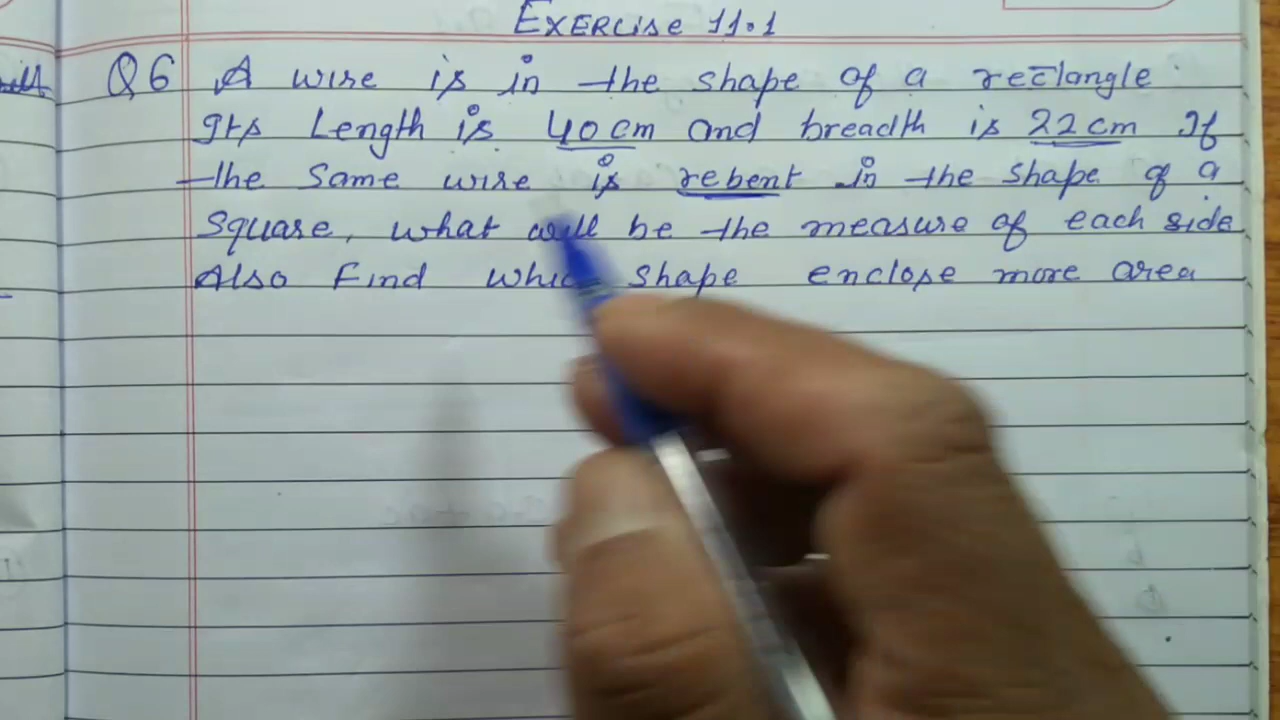 EXERCISE 11.1
Q6 A wire is in the shape of a rectangle
Its Length is 40 cm and breadth is 22 cm If
the same wire is rebent in the shape of a
square, what will be the measure of each side
Also Find which shape enclose more area